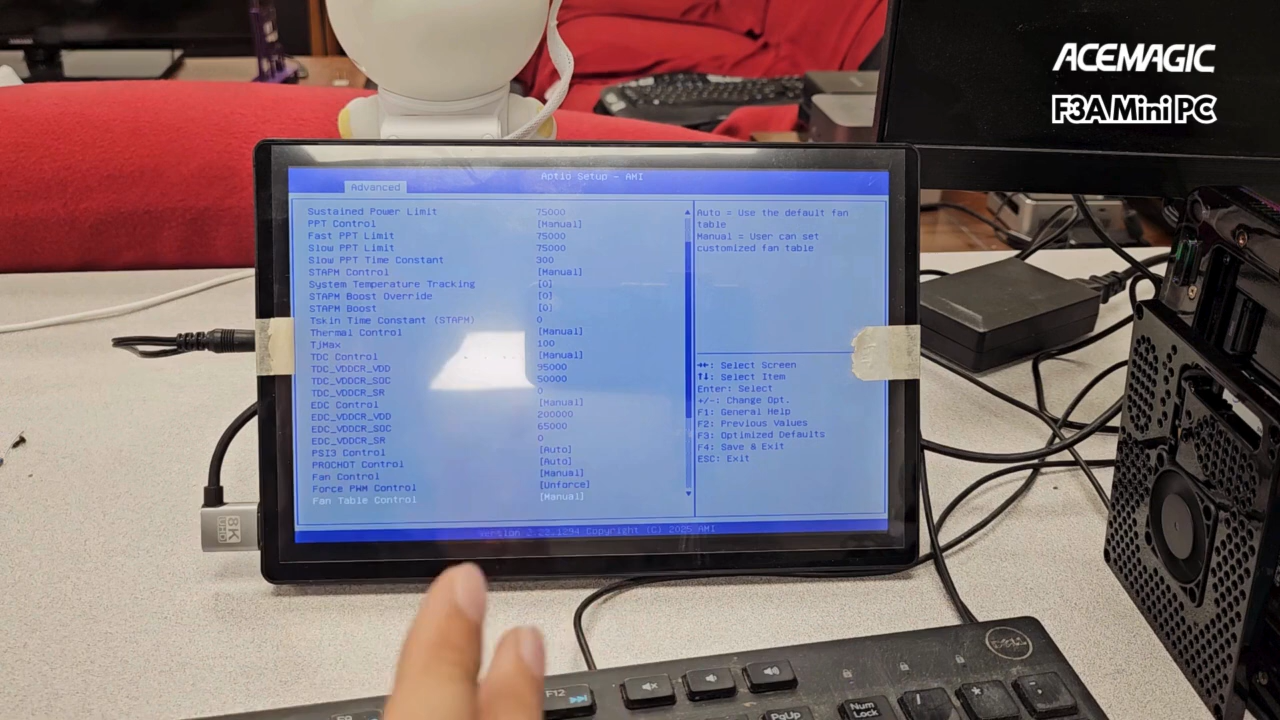 ACEMAGIC
F3A Mini PC
Aptio Setup - AMI
Advanced
Sustained Power Limit 75000
PPT Control [Manual]
Fast PPT Limit 75000
Slow PPT Limit 75000
Slow PPT Time Constant 300
STAPM Control [Manual]
System Temperature Tracking [0]
STAPM Boost Override [0]
STAPM Boost [0]
Tskin Time Constant (STAPM) 0
Thermal Control [Manual]
TjMax 100
TDC Control [Manual]
TDC_VDDCR_VDD 95000
TDC_VDDCR_SOC 50000
TDC_VDDCR_SR 0
EDC Control [Manual]
EDC_VDDCR_VDD 200000
EDC_VDDCR_SOC 65000
EDC_VDDCR_SR 0
PSI3 Control [Auto]
PROCHOT Control [Auto]
Fan Control [Manual]
Force PWM Control [Unforce]
Fan Table Control [Manual]
Auto = Use the default fan
table
Manual = User can set
customized fan table
→←: Select Screen
↑↓: Select Item
Enter: Select
+/-: Change Opt.
F1: General Help
F2: Previous Values
F3: Optimized Defaults
F4: Save & Exit
ESC: Exit
Version 2.22.1294 Copyright (C) 2025 AMI
8K
UHD
DELL
F12
PgUp
Num
Lock
/
*
-